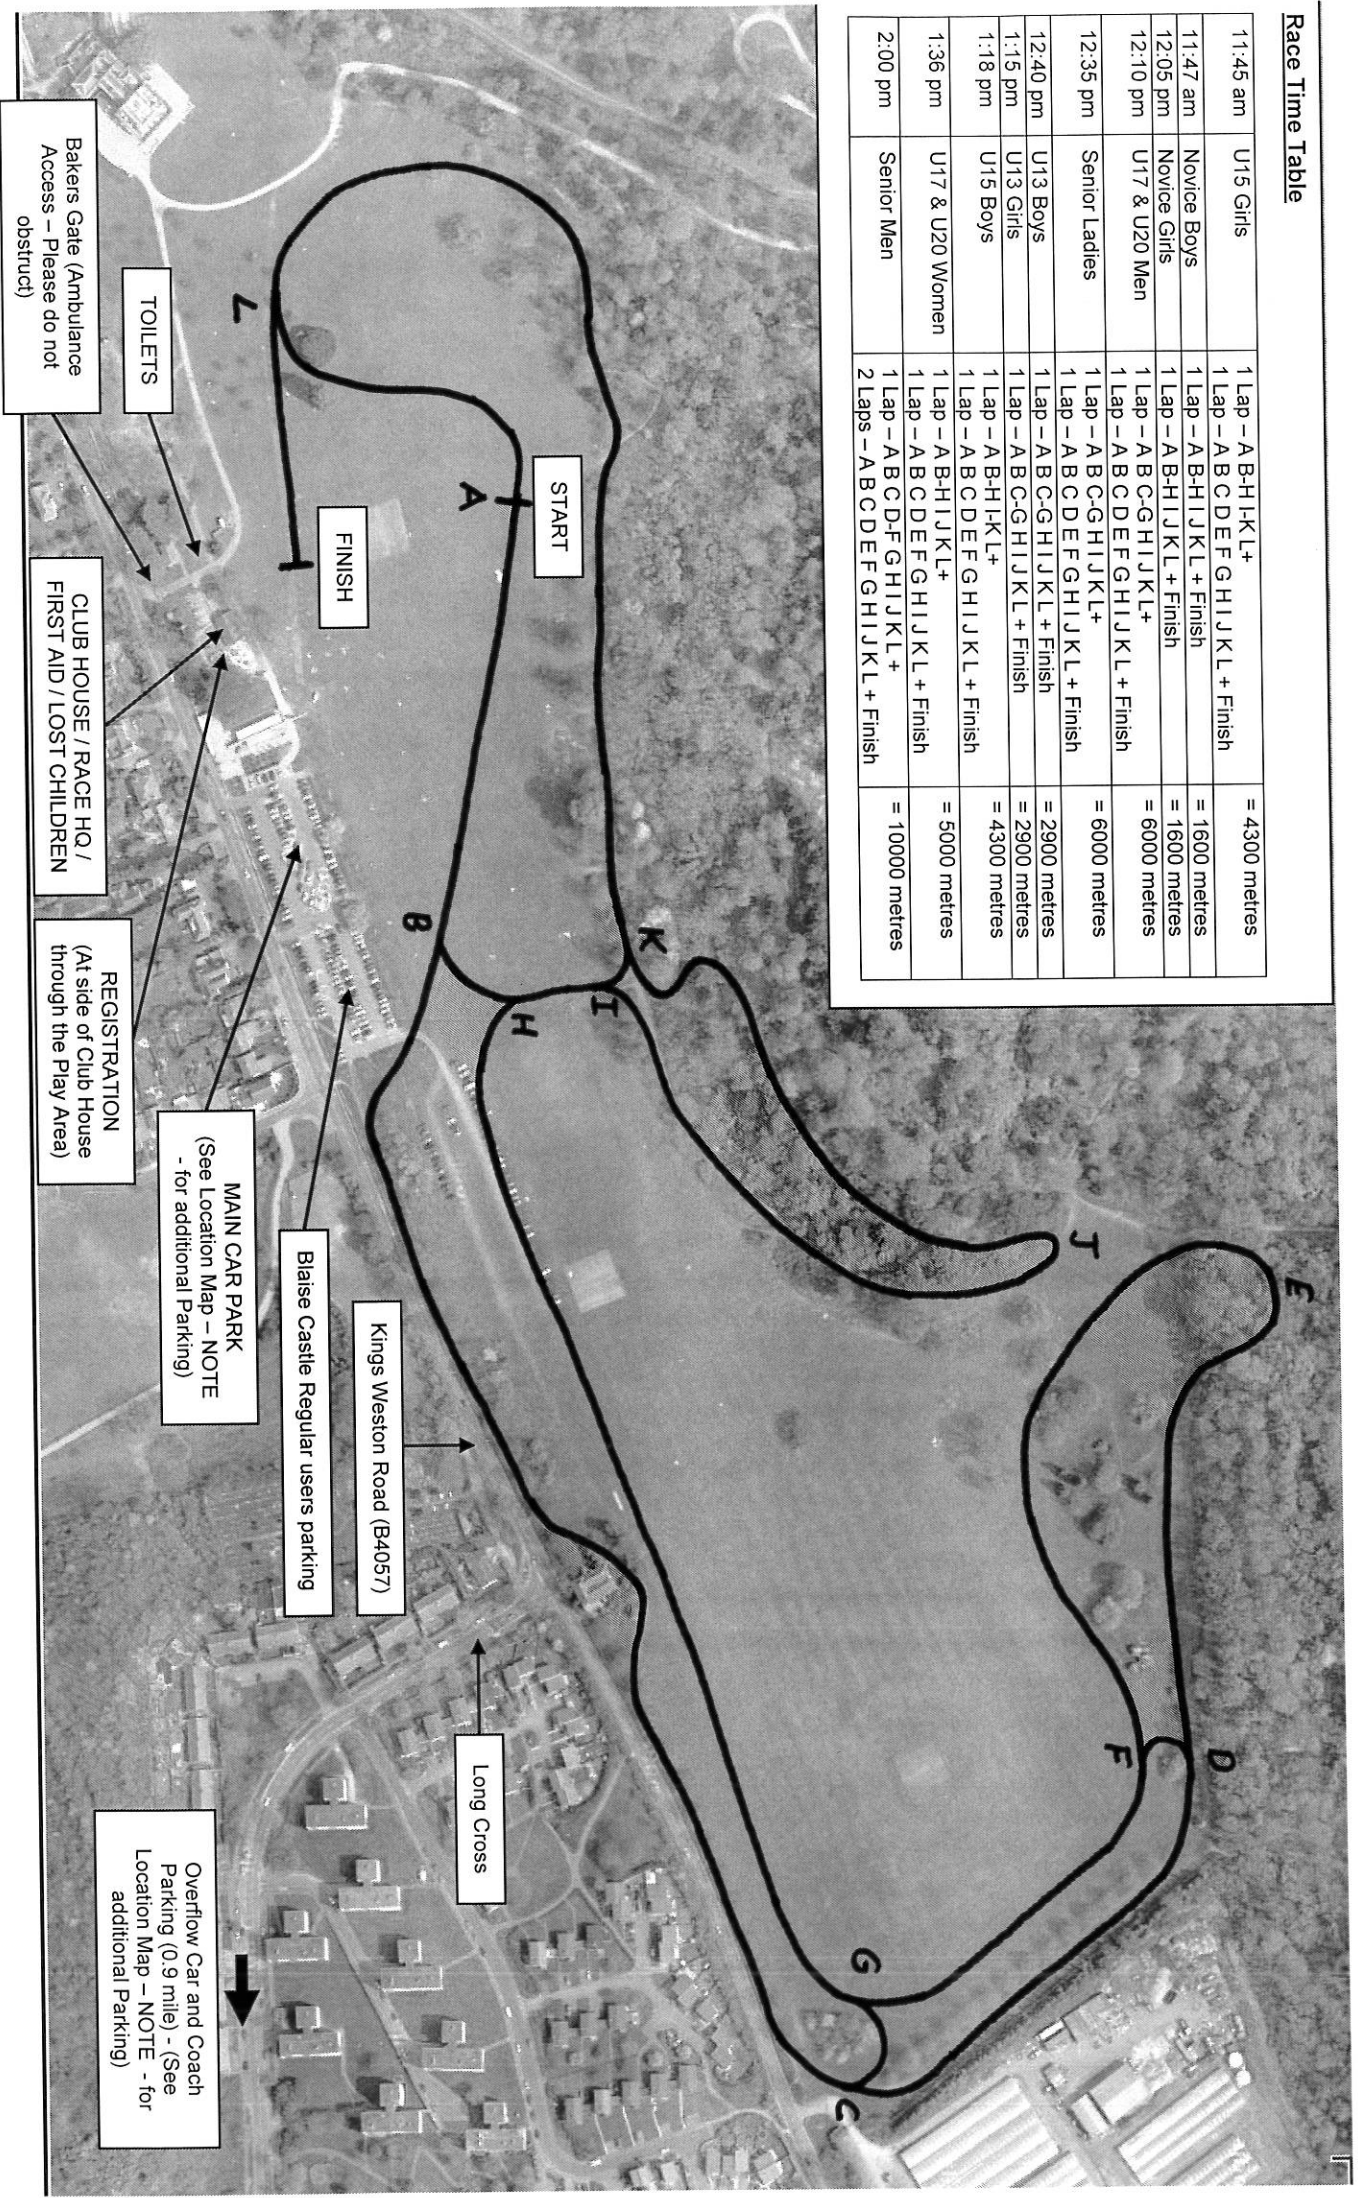 Race Time Table
11:45 am U15 Girls 1 Lap – A B-H I-K L+ = 4300 metres
1 Lap – A B C D E F G H I J K L + Finish
11:47 am Novice Boys 1 Lap – A B-H I J K L + Finish = 1600 metres
12:05 pm Novice Girls 1 Lap – A B-H I J K L + Finish = 1600 metres
12:10 pm U17 & U20 Men 1 Lap – A B C-G H I J K L+ = 6000 metres
1 Lap – A B C D E F G H I J K L + Finish
12:35 pm Senior Ladies 1 Lap – A B C-G H I J K L+ = 6000 metres
1 Lap – A B C D E F G H I J K L + Finish
12:40 pm U13 Boys 1 Lap – A B C-G H I J K L + Finish = 2900 metres
1:15 pm U13 Girls 1 Lap – A B C-G H I J K L + Finish = 2900 metres
1:18 pm U15 Boys 1 Lap – A B-H I-K L+ = 4300 metres
1 Lap – A B C D E F G H I J K L + Finish
1:36 pm U17 & U20 Women 1 Lap – A B-H I J K L+ = 5000 metres
1 Lap – A B C D E F G H I J K L + Finish
2:00 pm Senior Men 1 Lap – A B C D-F G H I J K L + = 10000 metres
2 Laps – A B C D E F G H I J K L + Finish
E
J
D
F
K
I
START
H
G
C
A
B
L
FINISH
Kings Weston Road (B4057)
Long Cross
Blaise Castle Regular users parking
MAIN CAR PARK
(See Location Map – NOTE
- for additional Parking)
TOILETS
Bakers Gate (Ambulance
Access – Please do not
obstruct)
CLUB HOUSE / RACE HQ /
FIRST AID / LOST CHILDREN
REGISTRATION
(At side of Club House
through the Play Area)
Overflow Car and Coach
Parking (0.9 mile) - (See
Location Map – NOTE - for
additional Parking)